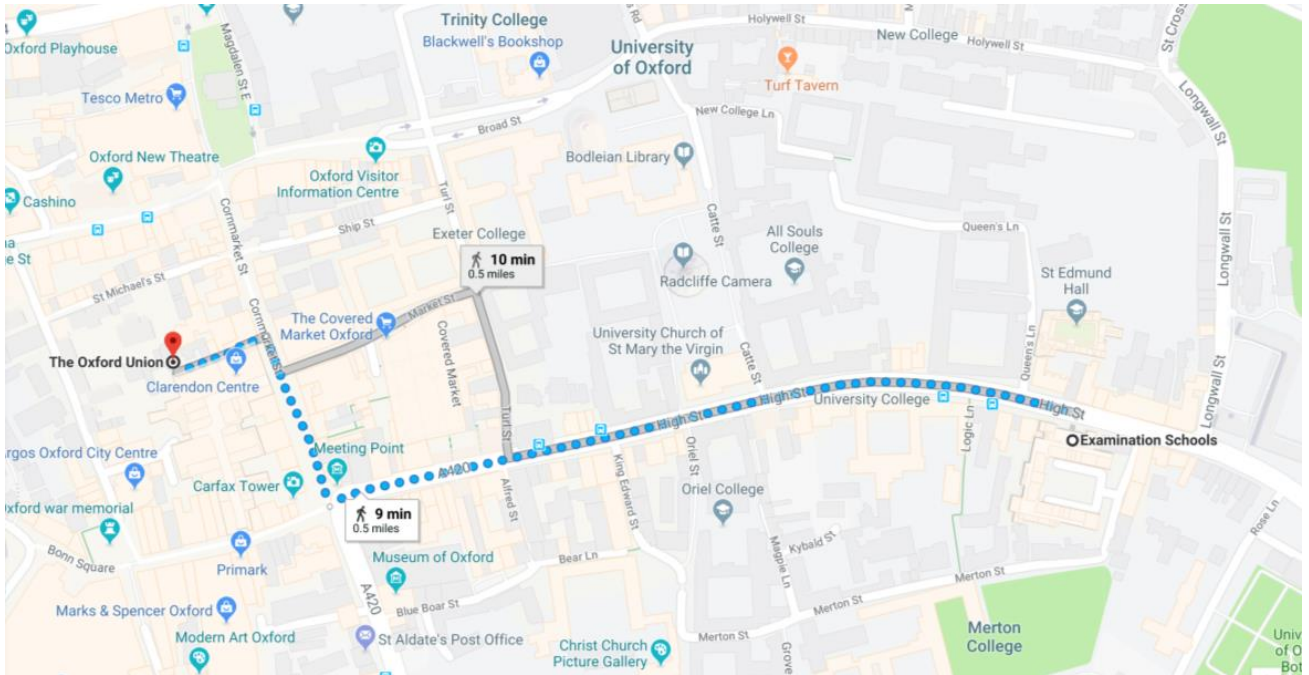 Oxford Playhouse
Magdalen St E
Tesco Metro
Trinity College
Blackwell's Bookshop
University
of Oxford
Holywell St
New College
Holywell St
St Cross
Turf Tavern
Longwall St
New College Ln
Broad St
Oxford New Theatre
Oxford Visitor
Information Centre
Bodleian Library
Cashino
Cornmarket St
Ship St
Turl St
Exeter College
Catte St
All Souls
College
Queen's Ln
e St
St Michael's St
10 min
0.5 miles
Radcliffe Camera
St Edmund
Hall
Longwall St
Market St
The Covered
Market Oxford
Cornmarket St
University Church of
St Mary the Virgin
Catte St
Queen's Ln
The Oxford Union
Clarendon Centre
Covered Market
Turl St
High St
High St
University College
High St
Longwall St
Logic Ln
Examination Schools
Argos Oxford City Centre
Meeting Point
A420
Carfax Tower
Alfred St
King Edward St
Oriel St
Oriel College
9 min
0.5 miles
Oxford war memorial
Bonn Square
Primark
Museum of Oxford
Bear Ln
Kybald St
Magpie Ln
Merton St
Rose Ln
A420
Blue Boar St
Marks & Spencer Oxford
Modern Art Oxford
St Aldate's Post Office
Christ Church
Picture Gallery
Merton St
Merton St
Grove
Merton
College
Univ
of O
Bot